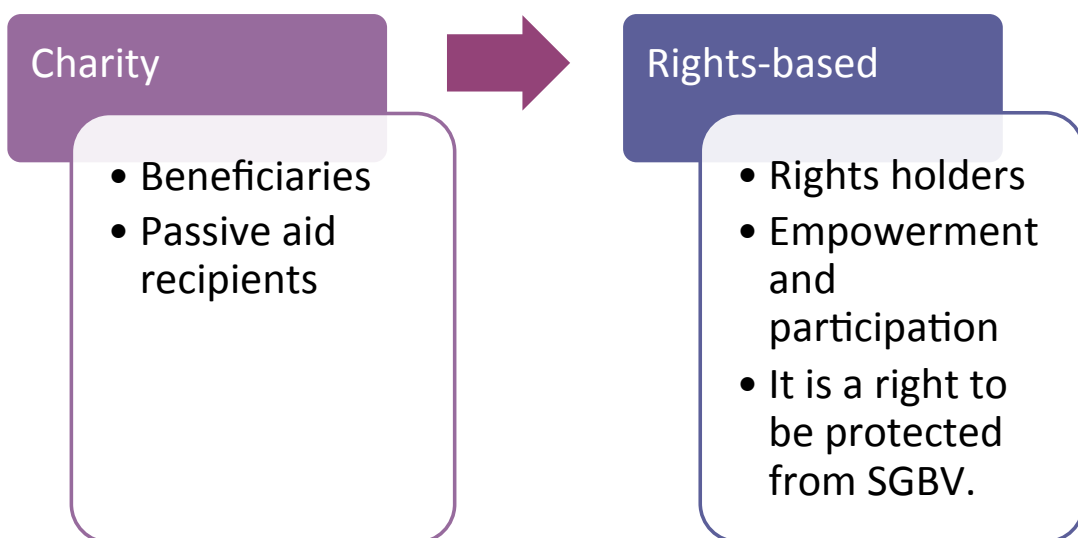 Charity
• Beneficiaries
• Passive aid
recipients
Rights-based
• Rights holders
• Empowerment
and
participation
• It is a right to
be protected
from SGBV.